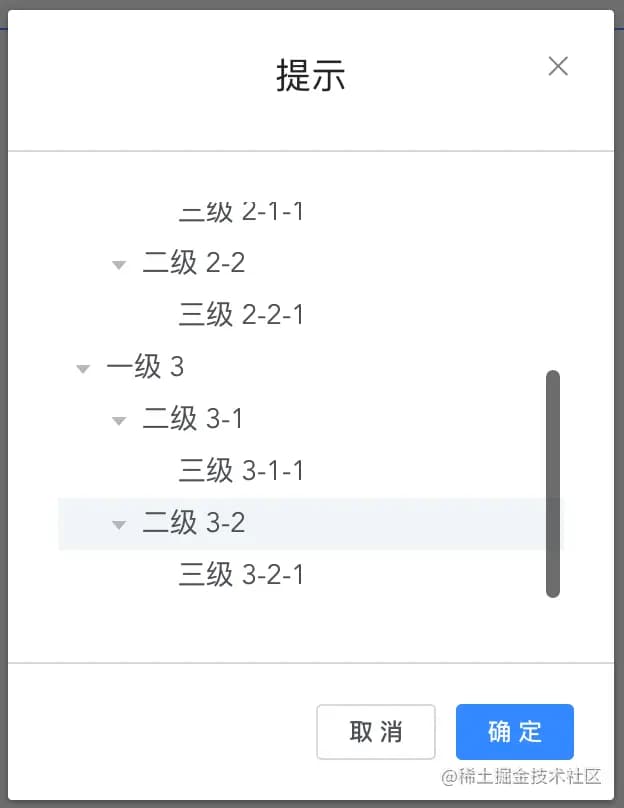 提示
三级 2-1-1
二级 2-2
三级 2-2-1
一级 3
二级 3-1
三级 3-1-1
二级 3-2
三级 3-2-1
取 消 确 定
@稀土掘金技术社区